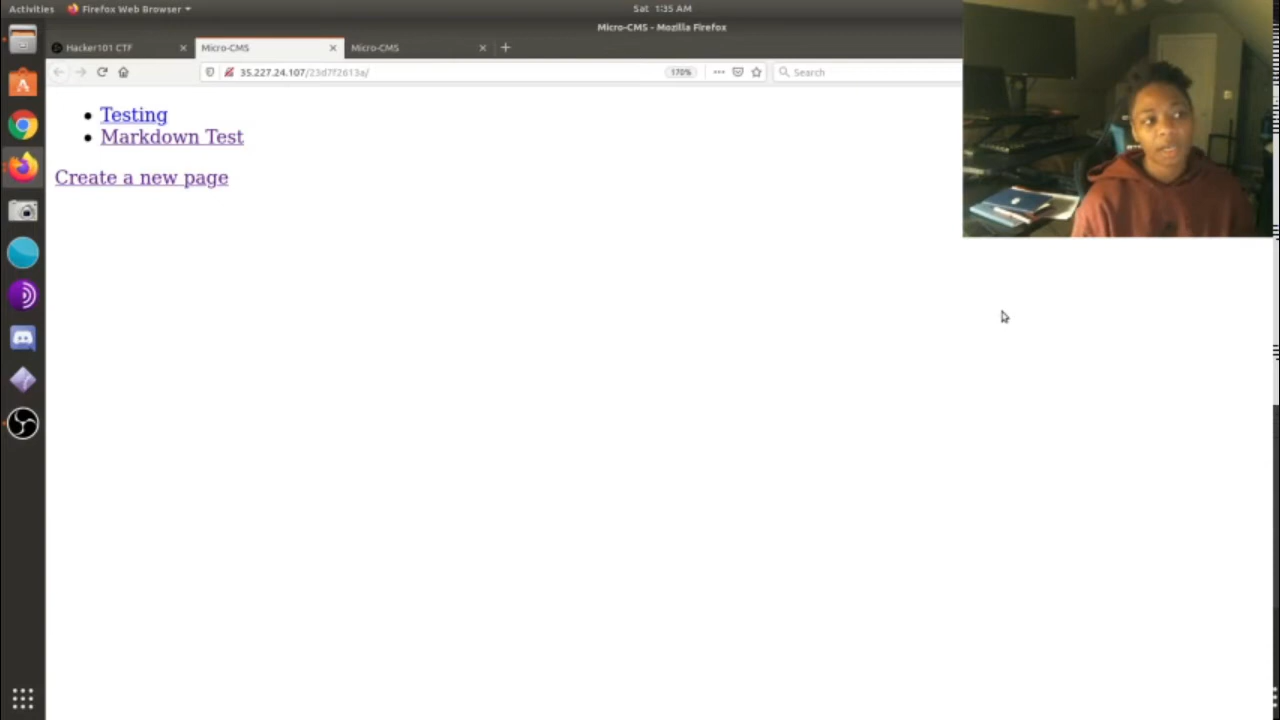 Activities Firefox Web Browser Sat 1:35 AM
Micro-CMS - Mozilla Firefox
Hacker101 CTF Micro-CMS Micro-CMS
35.227.24.107/23d7f2613a/ 170% Search
Testing
Markdown Test
Create a new page